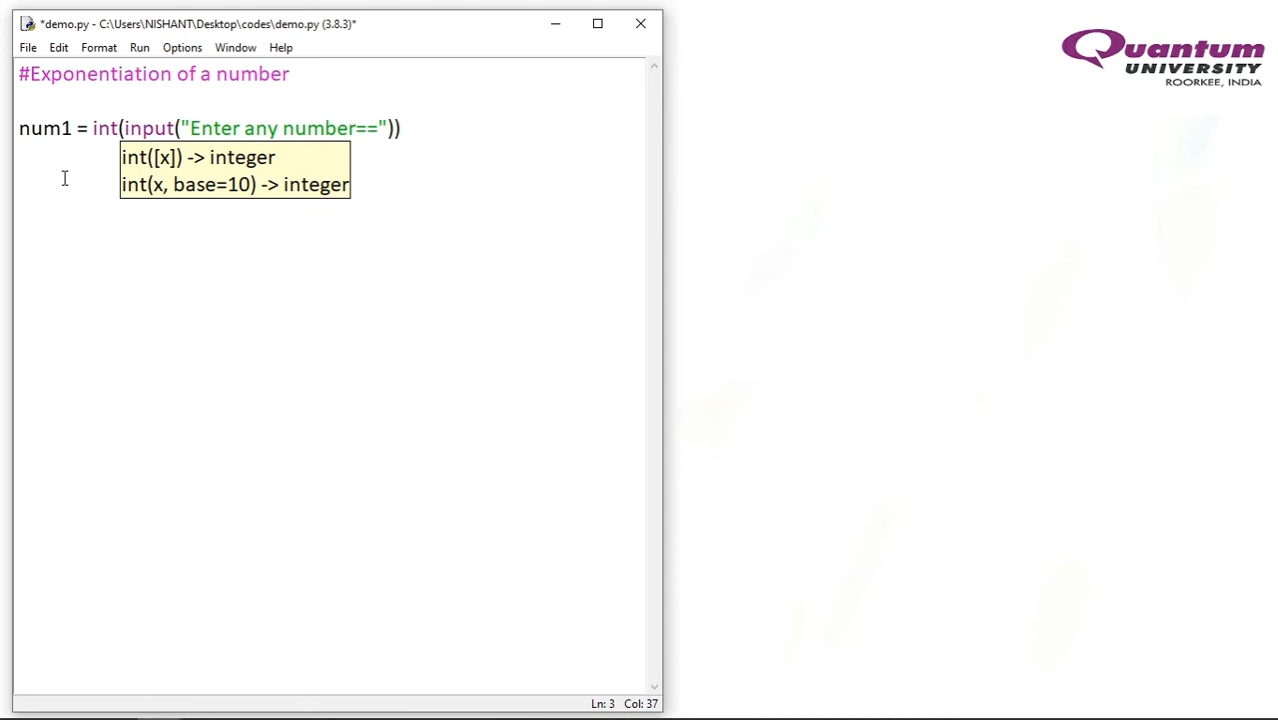 *demo.py - C:\Users\NISHANT\Desktop\codes\demo.py (3.8.3)*
File Edit Format Run Options Window Help
#Exponentiation of a number
num1 = int(input("Enter any number=="))
int([x]) -> integer
int(x, base=10) -> integer
Ln: 3 Col: 37
Quantum
UNIVERSITY
ROORKEE, INDIA